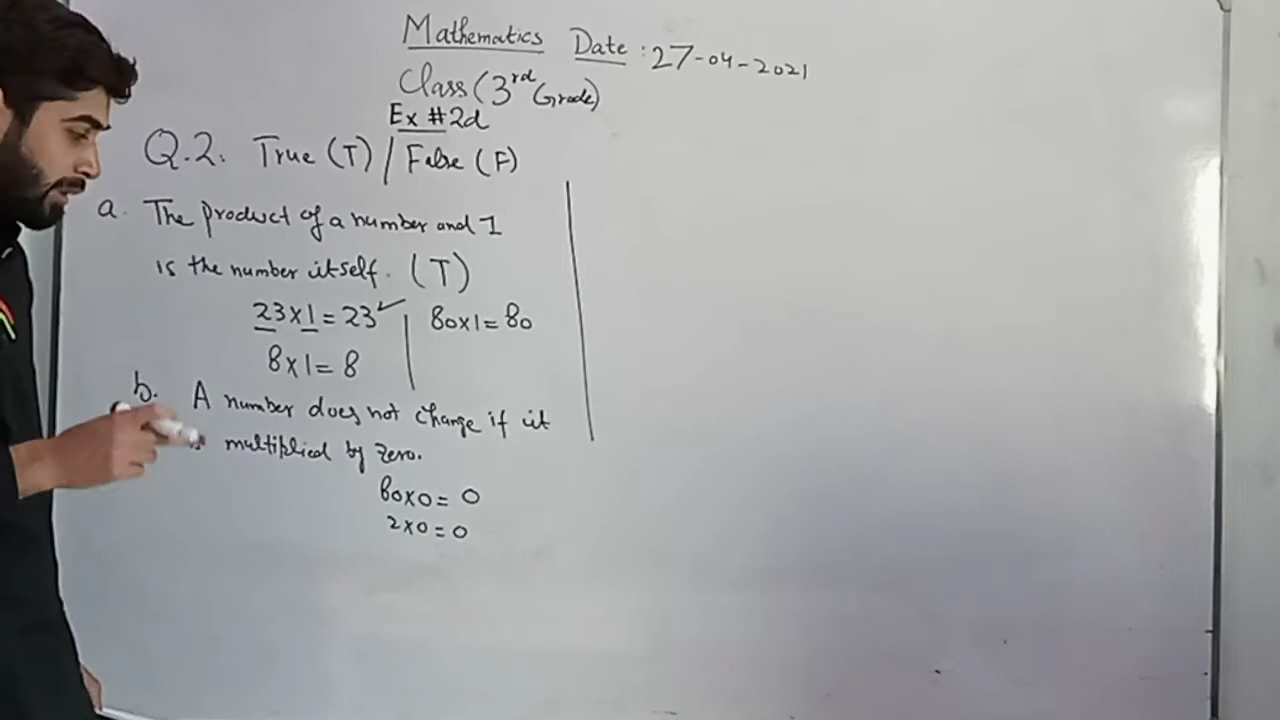 Mathematics Date: 27-04-2021
Class (3rd Grade)
Ex #2d
Q.2. True (T) / False (F)
a. The product of a number and 1
is the number itself. (T)
23x1=23✓ | 80x1=80
8x1=8
b. A number does not change if it
multiplied by zero.
80x0=0
2x0=0